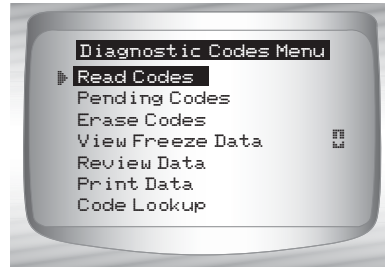 Diagnostic Codes Menu
Read Codes
Pending Codes
Erase Codes
View Freeze Data
Review Data
Print Data
Code Lookup